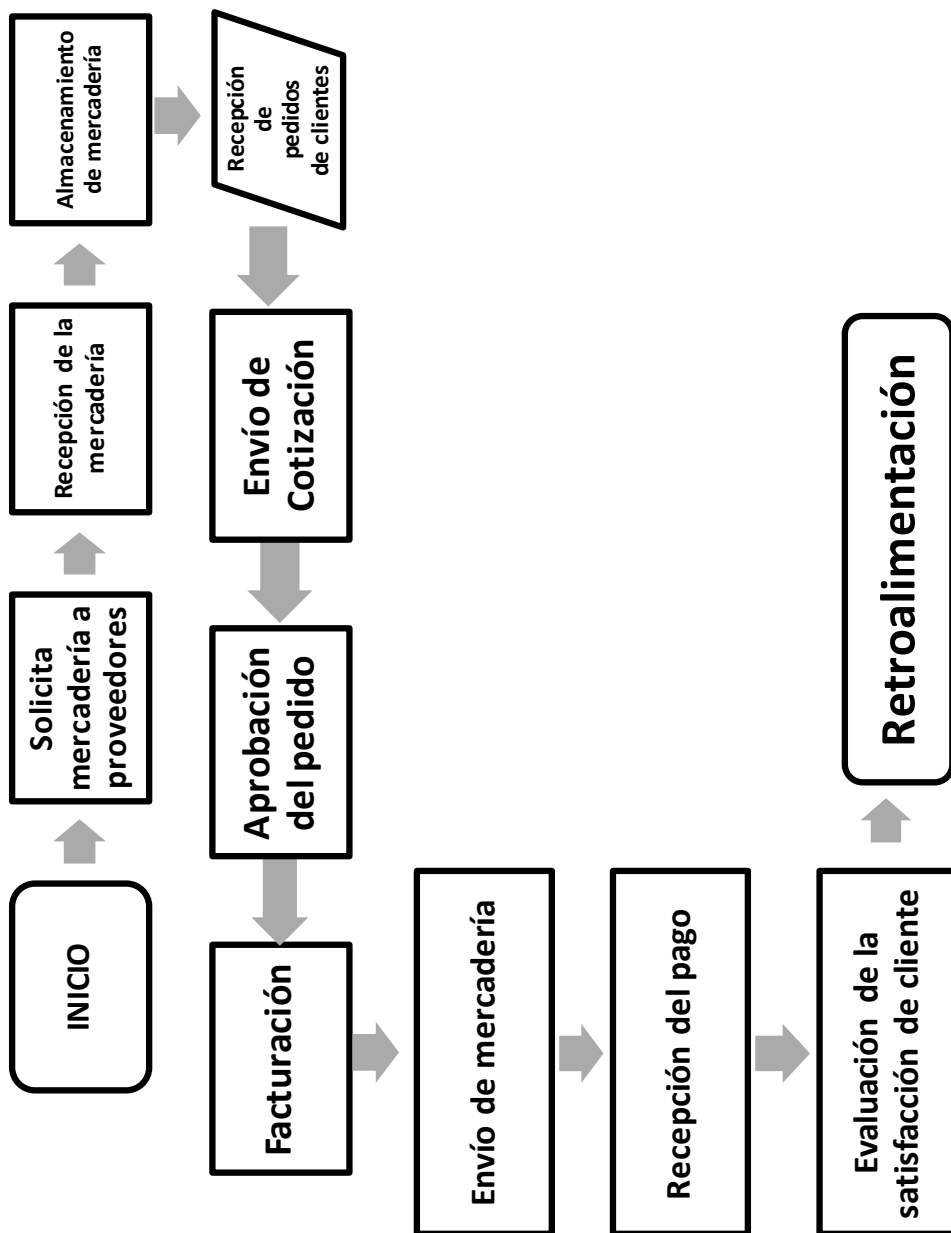 INICIO
Solicita
mercadería a
proveedores
Recepción de la
mercadería
Almacenamiento
de mercadería
Recepción
de
pedidos
de clientes
Envío de
Cotización
Aprobación
del pedido
Facturación
Envío de mercadería
Recepción del pago
Evaluación de la
satisfacción de cliente
Retroalimentación